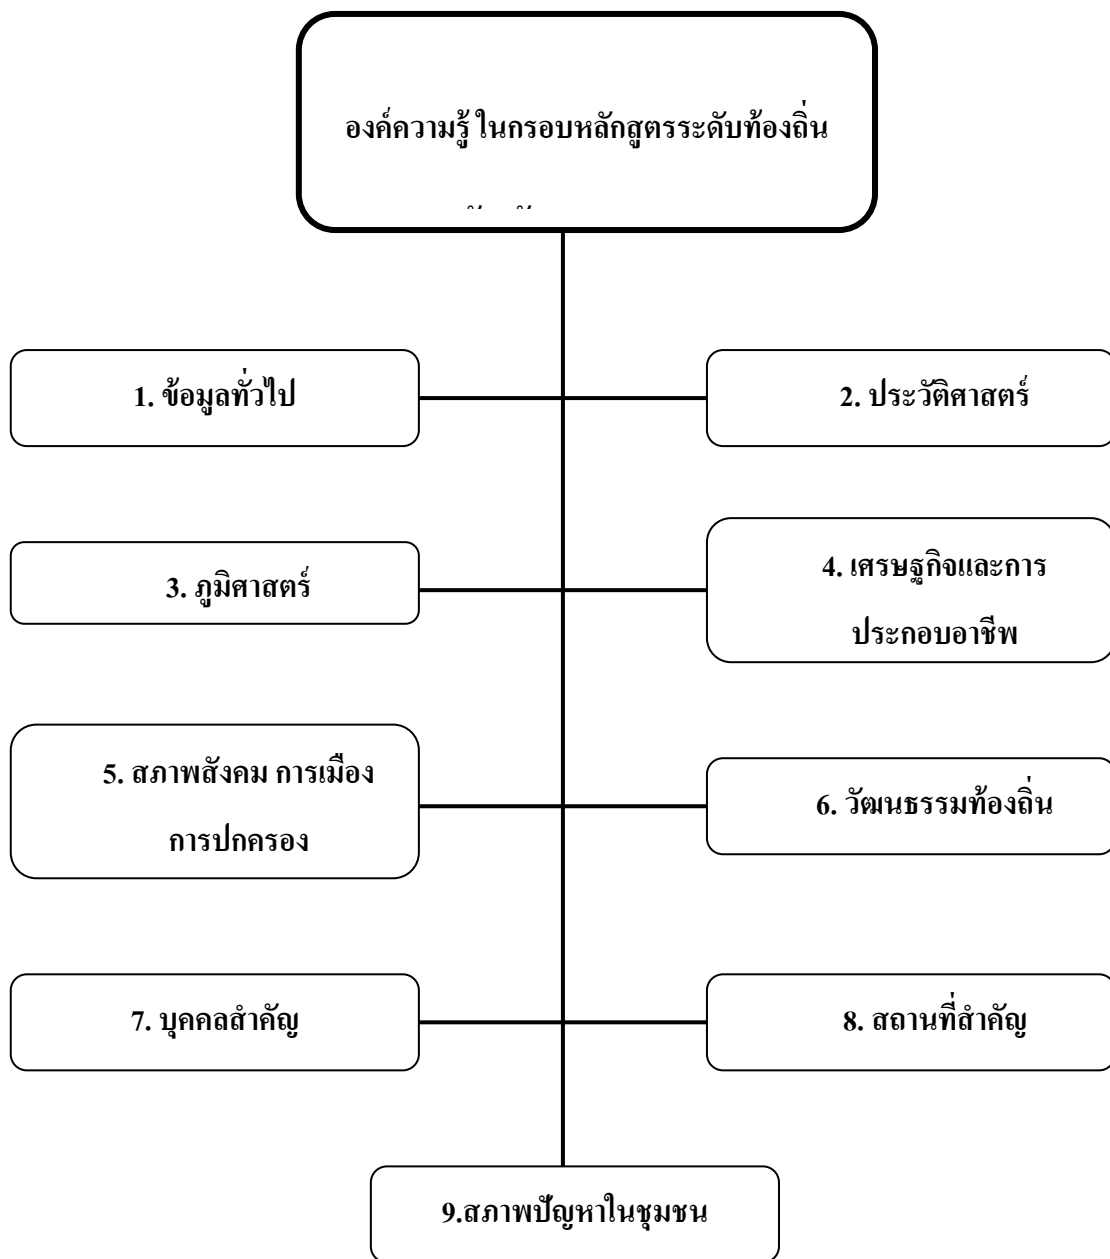 องค์ความรู้ ในกรอบหลักสูตรระดับท้องถิ่น
1. ข้อมูลทั่วไป
2. ประวัติศาสตร์
3. ภูมิศาสตร์
4. เศรษฐกิจและการ
ประกอบอาชีพ
5. สภาพสังคม การเมือง
การปกครอง
6. วัฒนธรรมท้องถิ่น
7. บุคคลสำคัญ
8. สถานที่สำคัญ
9.สภาพปัญหาในชุมชน